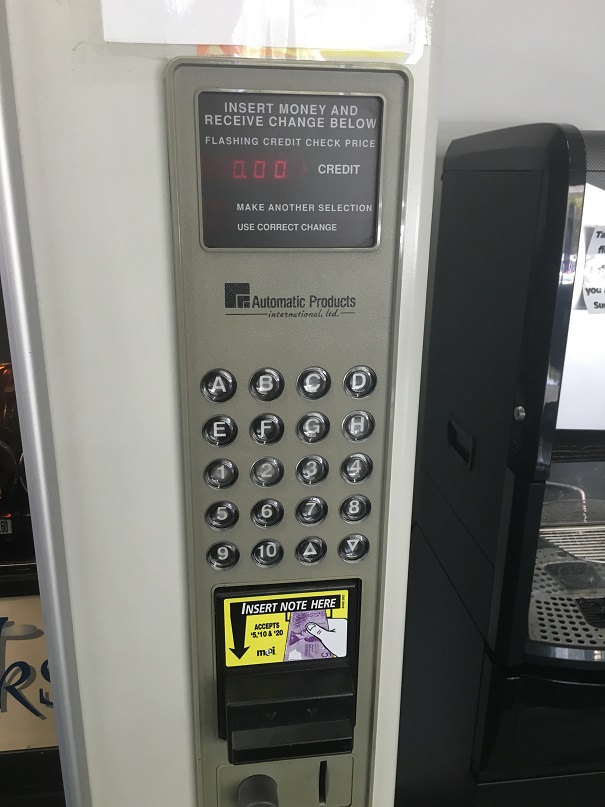 INSERT MONEY AND
RECEIVE CHANGE BELOW
FLASHING CREDIT CHECK PRICE
0.00 CREDIT
MAKE ANOTHER SELECTION
USE CORRECT CHANGE
Automatic Products
international, ltd.
A B C D
E F G H
1 2 3 4
5 6 7 8
9 10
INSERT NOTE HERE
ACCEPTS
$5,$10 & $20
mei